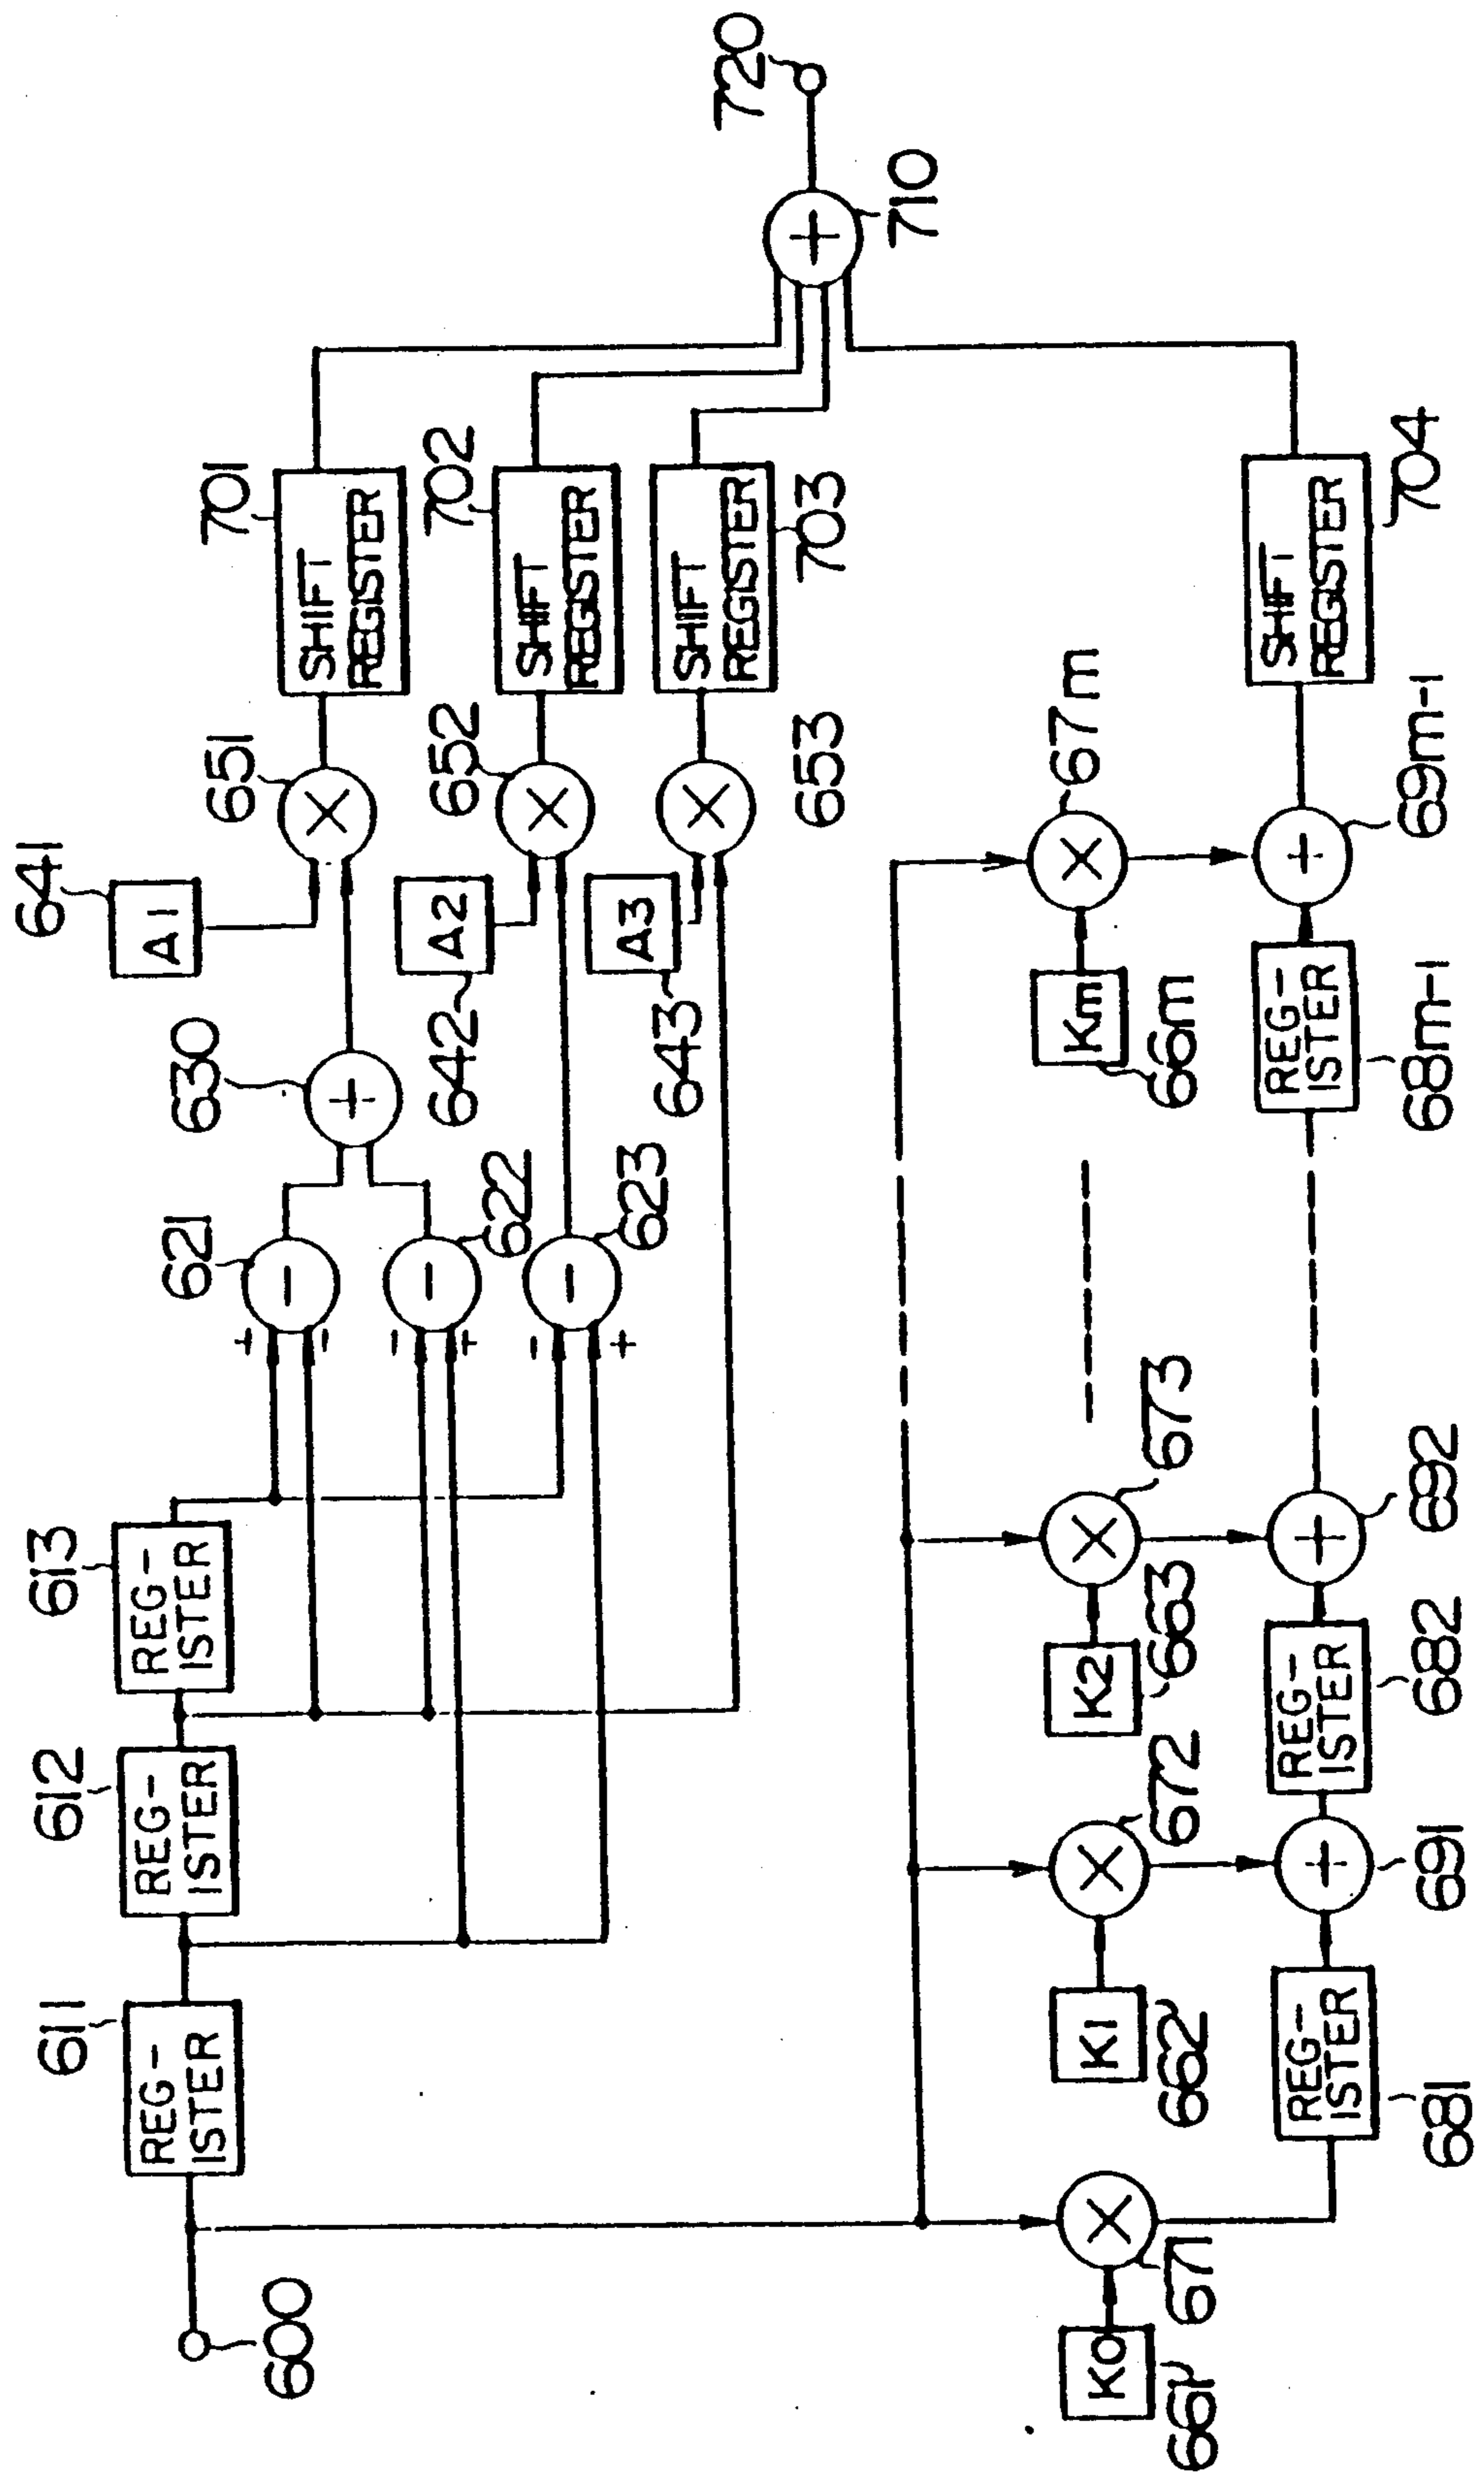 600
611
REG-
ISTER
612
REG-
ISTER
613
REG-
ISTER
621
622
623
630
641
A1
642
A2
643
A3
651
652
653
701
SHIFT
REGISTER
702
SHIFT
REGISTER
703
SHIFT
REGISTER
710
720
661
K0
671
662
K1
672
663
K2
673
66m
Km
67m
681
REG-
ISTER
691
682
REG-
ISTER
692
68m-1
REG-
ISTER
69m-1
704
SHIFT
REGISTER